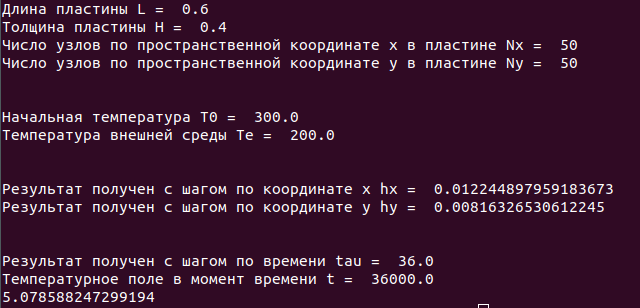 Длина пластины L =  0.6
Толщина пластины H =  0.4
Число узлов по пространственной координате x в пластине Nx =  50
Число узлов по пространственной координате y в пластине Ny =  50
Начальная температура T0 =  300.0
Температура внешней среды Te =  200.0
Результат получен с шагом по координате x hx =  0.012244897959183673
Результат получен с шагом по координате y hy =  0.00816326530612245
Результат получен с шагом по времени tau =  36.0
Температурное поле в момент времени t =  36000.0
5.078588247299194